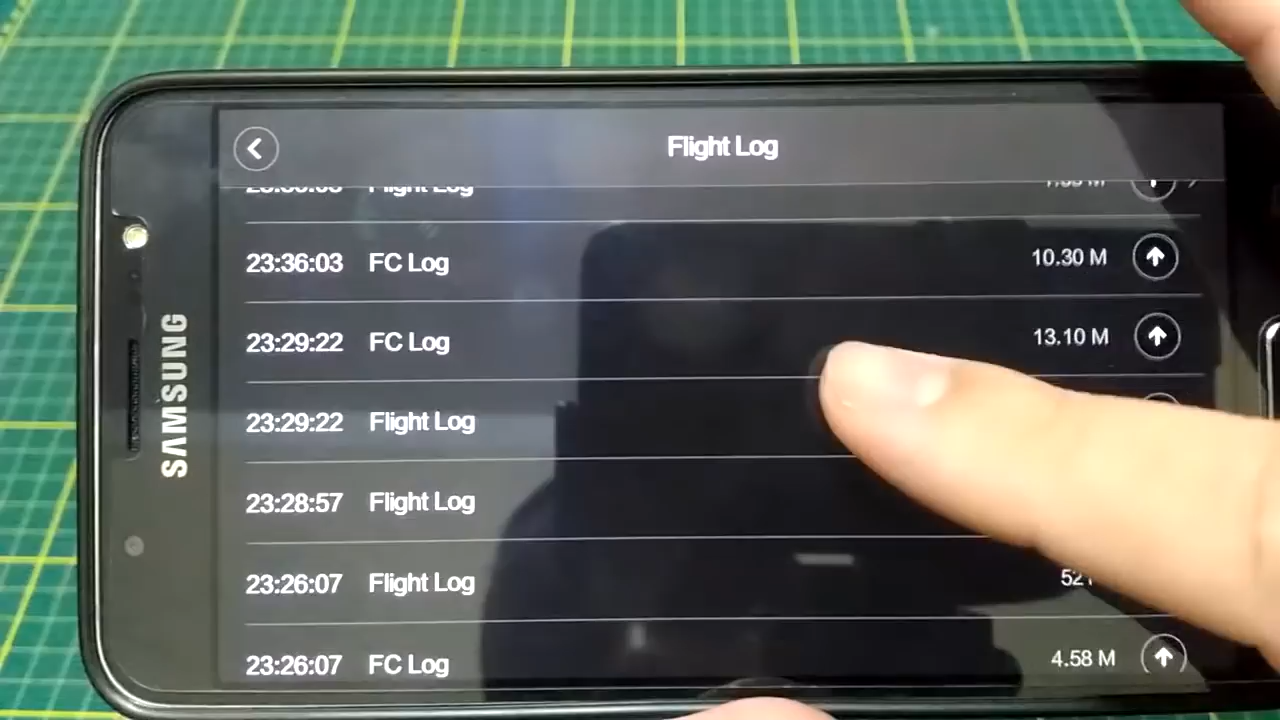 Flight Log
Flight Log
23:36:03 FC Log 10.30 M
23:29:22 FC Log 13.10 M
23:29:22 Flight Log
23:28:57 Flight Log
23:26:07 Flight Log
23:26:07 FC Log 4.58 M
SAMSUNG